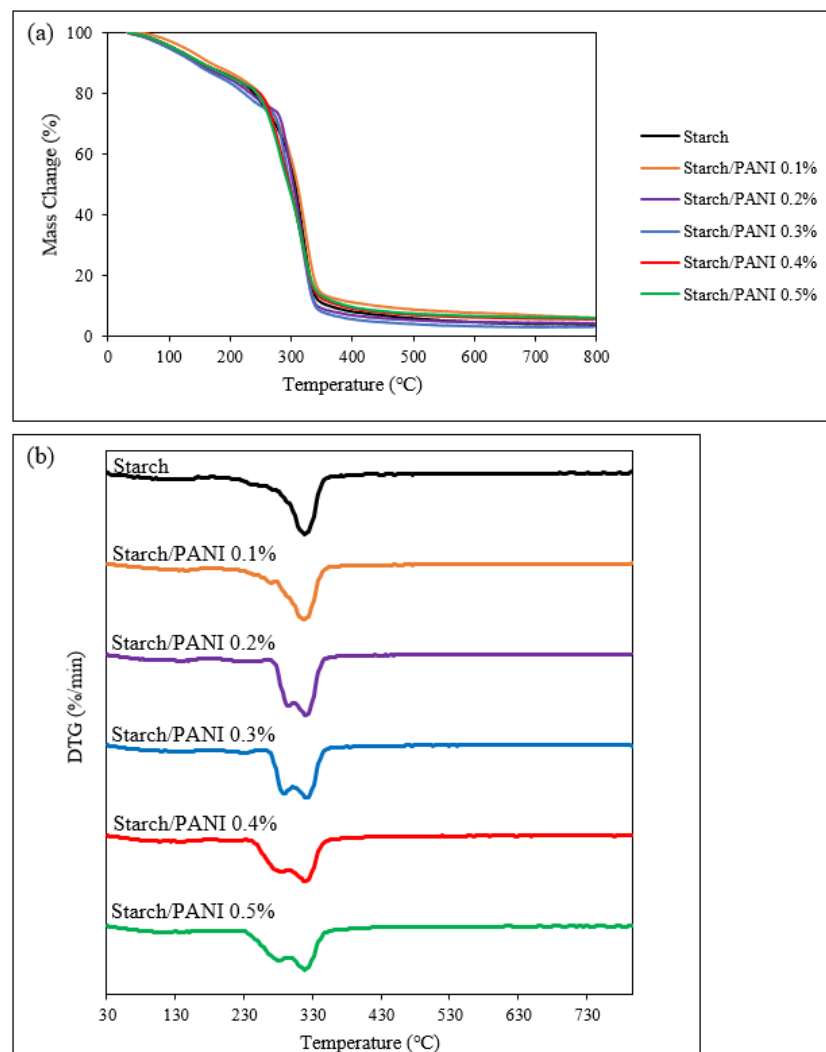 (a)
100
80
60
40
20
0
Mass Change (%)
0 100 200 300 400 500 600 700 800
Temperature (℃)
Starch
Starch/PANI 0.1%
Starch/PANI 0.2%
Starch/PANI 0.3%
Starch/PANI 0.4%
Starch/PANI 0.5%
(b)
Starch
Starch/PANI 0.1%
Starch/PANI 0.2%
Starch/PANI 0.3%
Starch/PANI 0.4%
Starch/PANI 0.5%
DTG (%/min)
30 130 230 330 430 530 630 730
Temperature (℃)